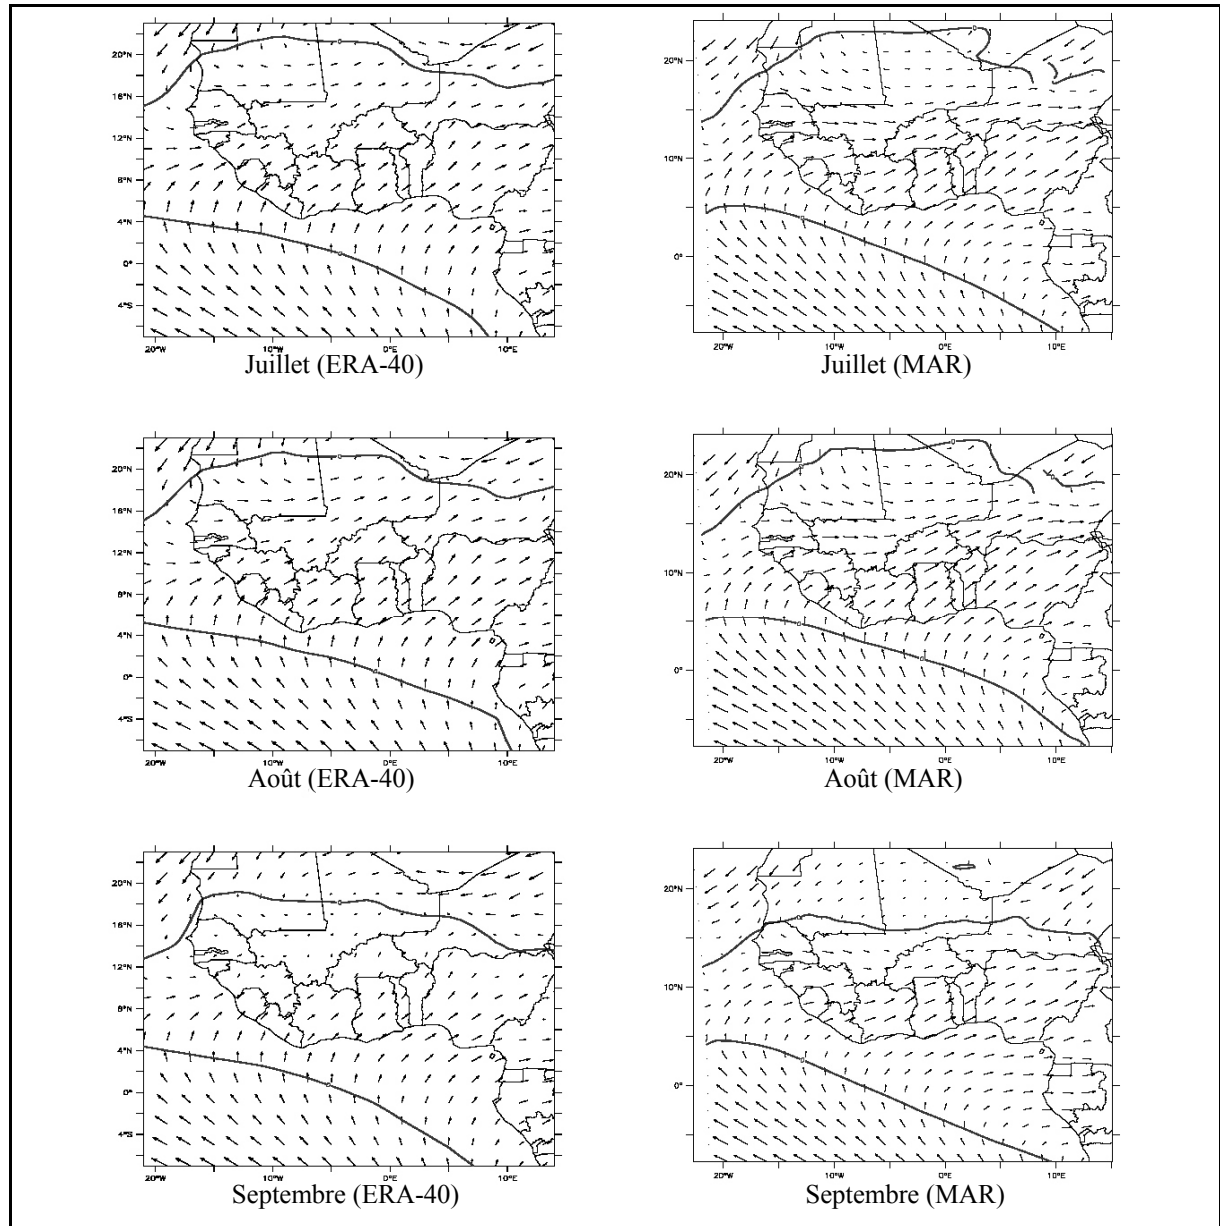 20°N
16°N
12°N
8°N
4°N
0°
4°S
20°W
10°W
0°E
10°E
Juillet (ERA-40)
20°N
10°N
0°
20°W
10°W
0°E
10°E
Juillet (MAR)
20°N
16°N
12°N
8°N
4°N
0°
4°S
20°W
10°W
0°E
10°E
Août (ERA-40)
20°N
10°N
0°
20°W
10°W
0°E
10°E
Août (MAR)
20°N
16°N
12°N
8°N
4°N
0°
4°S
20°W
10°W
0°E
10°E
Septembre (ERA-40)
20°N
10°N
0°
20°W
10°W
0°E
10°E
Septembre (MAR)